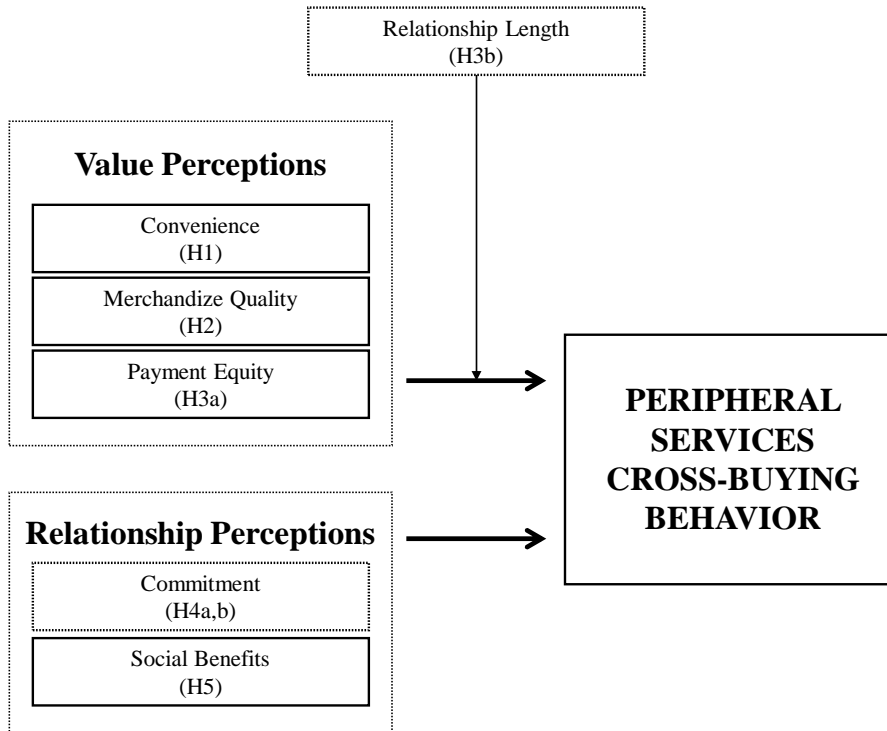 Relationship Length
(H3b)
Value Perceptions
Convenience
(H1)
Merchandize Quality
(H2)
Payment Equity
(H3a)
PERIPHERAL
SERVICES
CROSS-BUYING
BEHAVIOR
Relationship Perceptions
Commitment
(H4a,b)
Social Benefits
(H5)